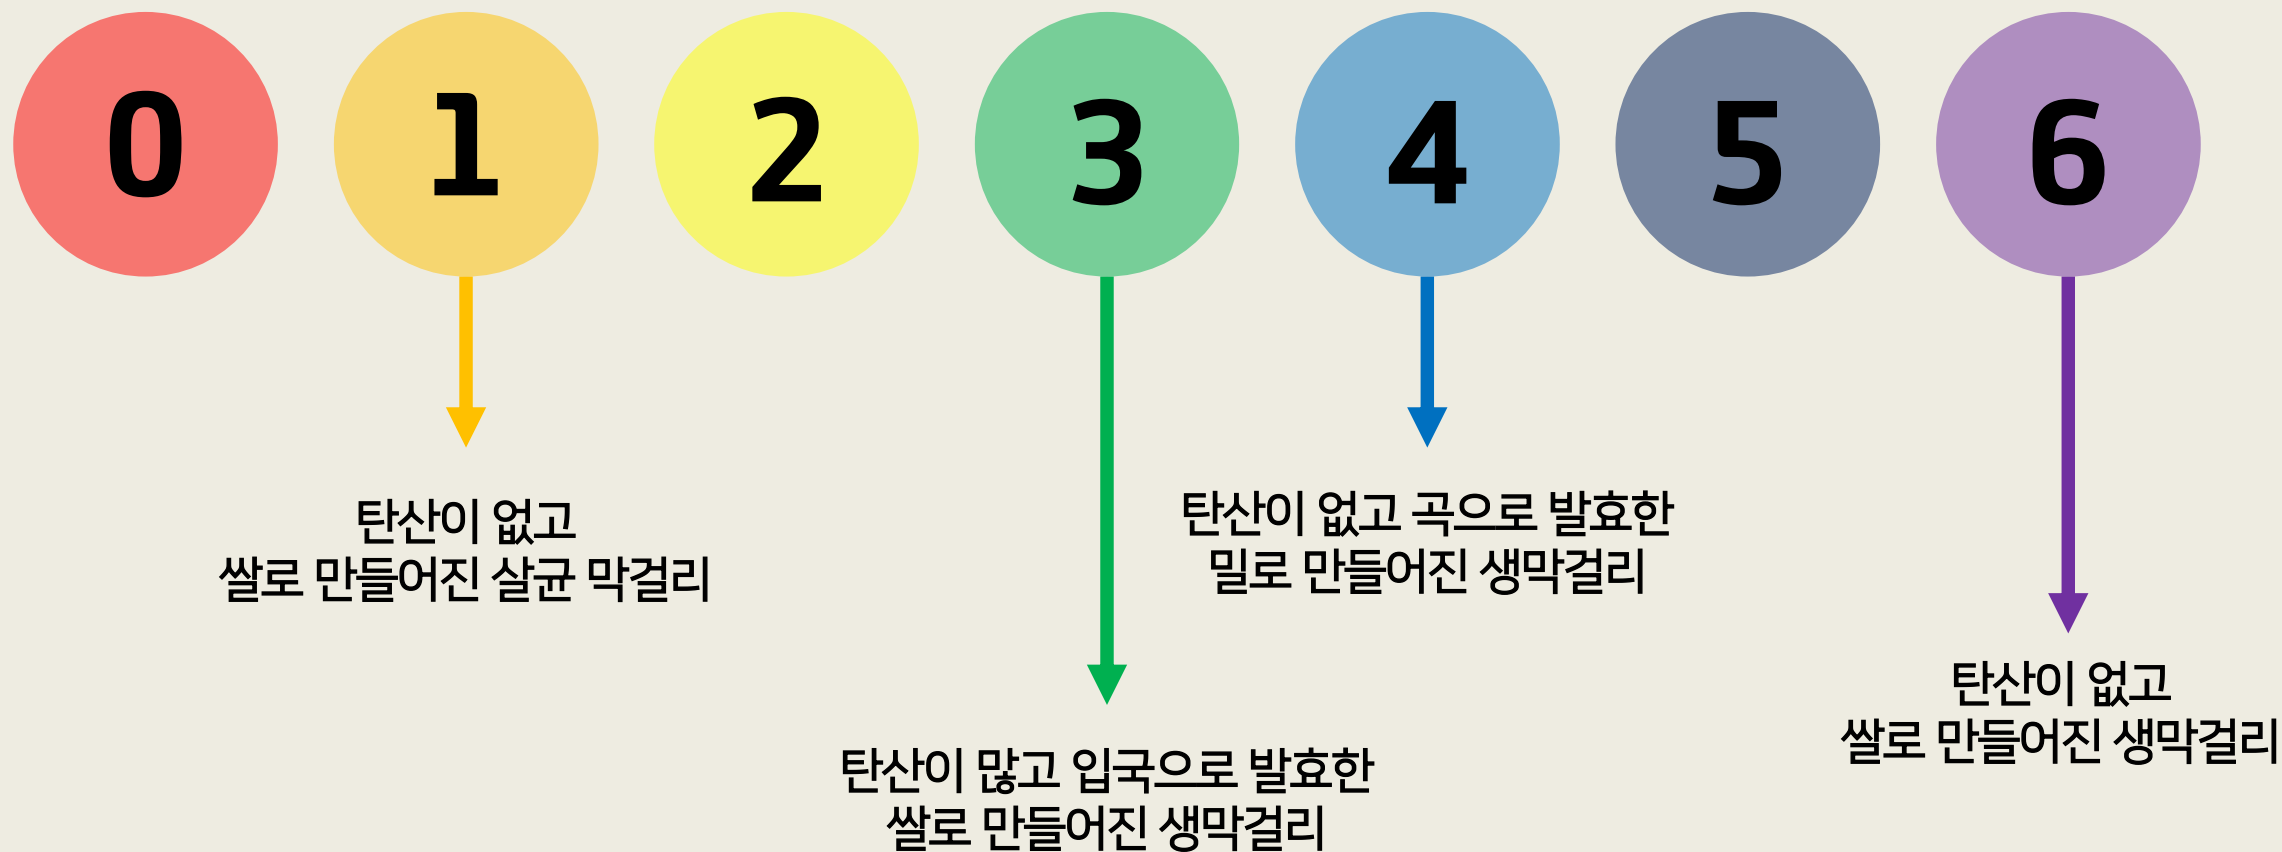 0 1 2 3 4 5 6
탄산이 없고
쌀로 만들어진 살균 막걸리
탄산이 많고 입국으로 발효한
쌀로 만들어진 생막걸리
탄산이 없고 곡으로 발효한
밀로 만들어진 생막걸리
탄산이 없고
쌀로 만들어진 생막걸리